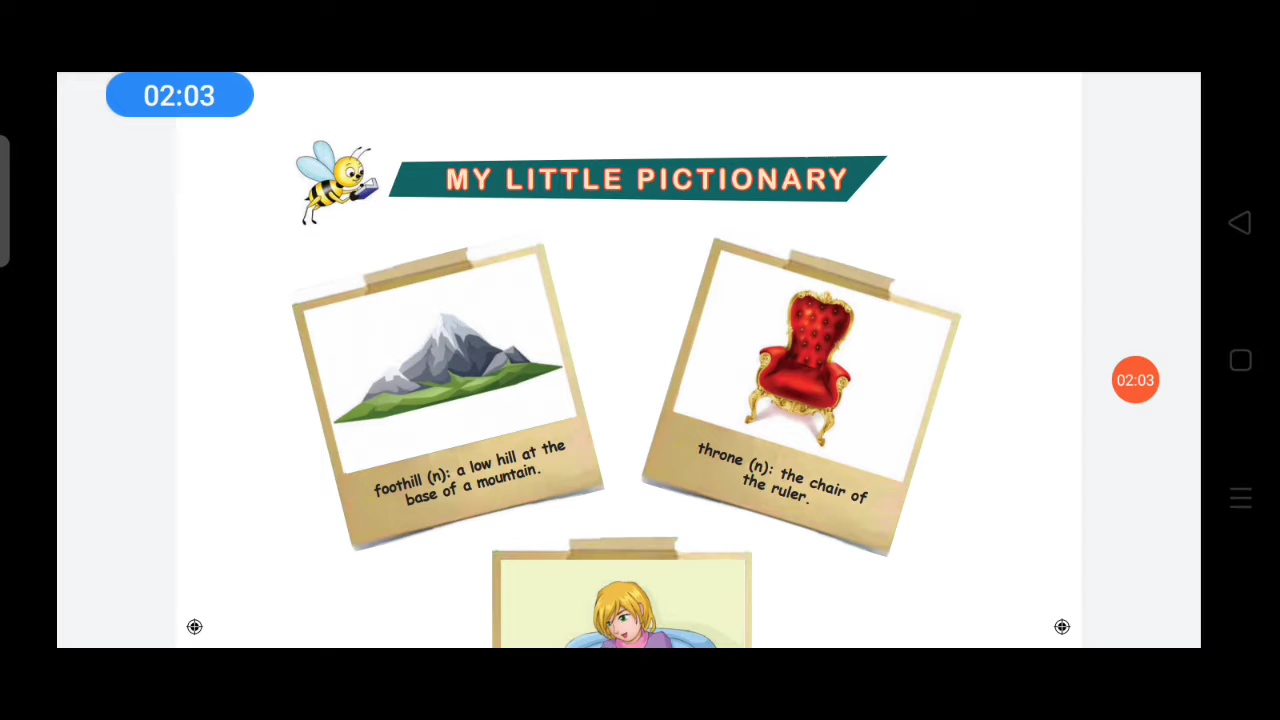 02:03
MY LITTLE PICTIONARY
foothill (n): a low hill at the
base of a mountain.
throne (n): the chair of
the ruler.
02:03